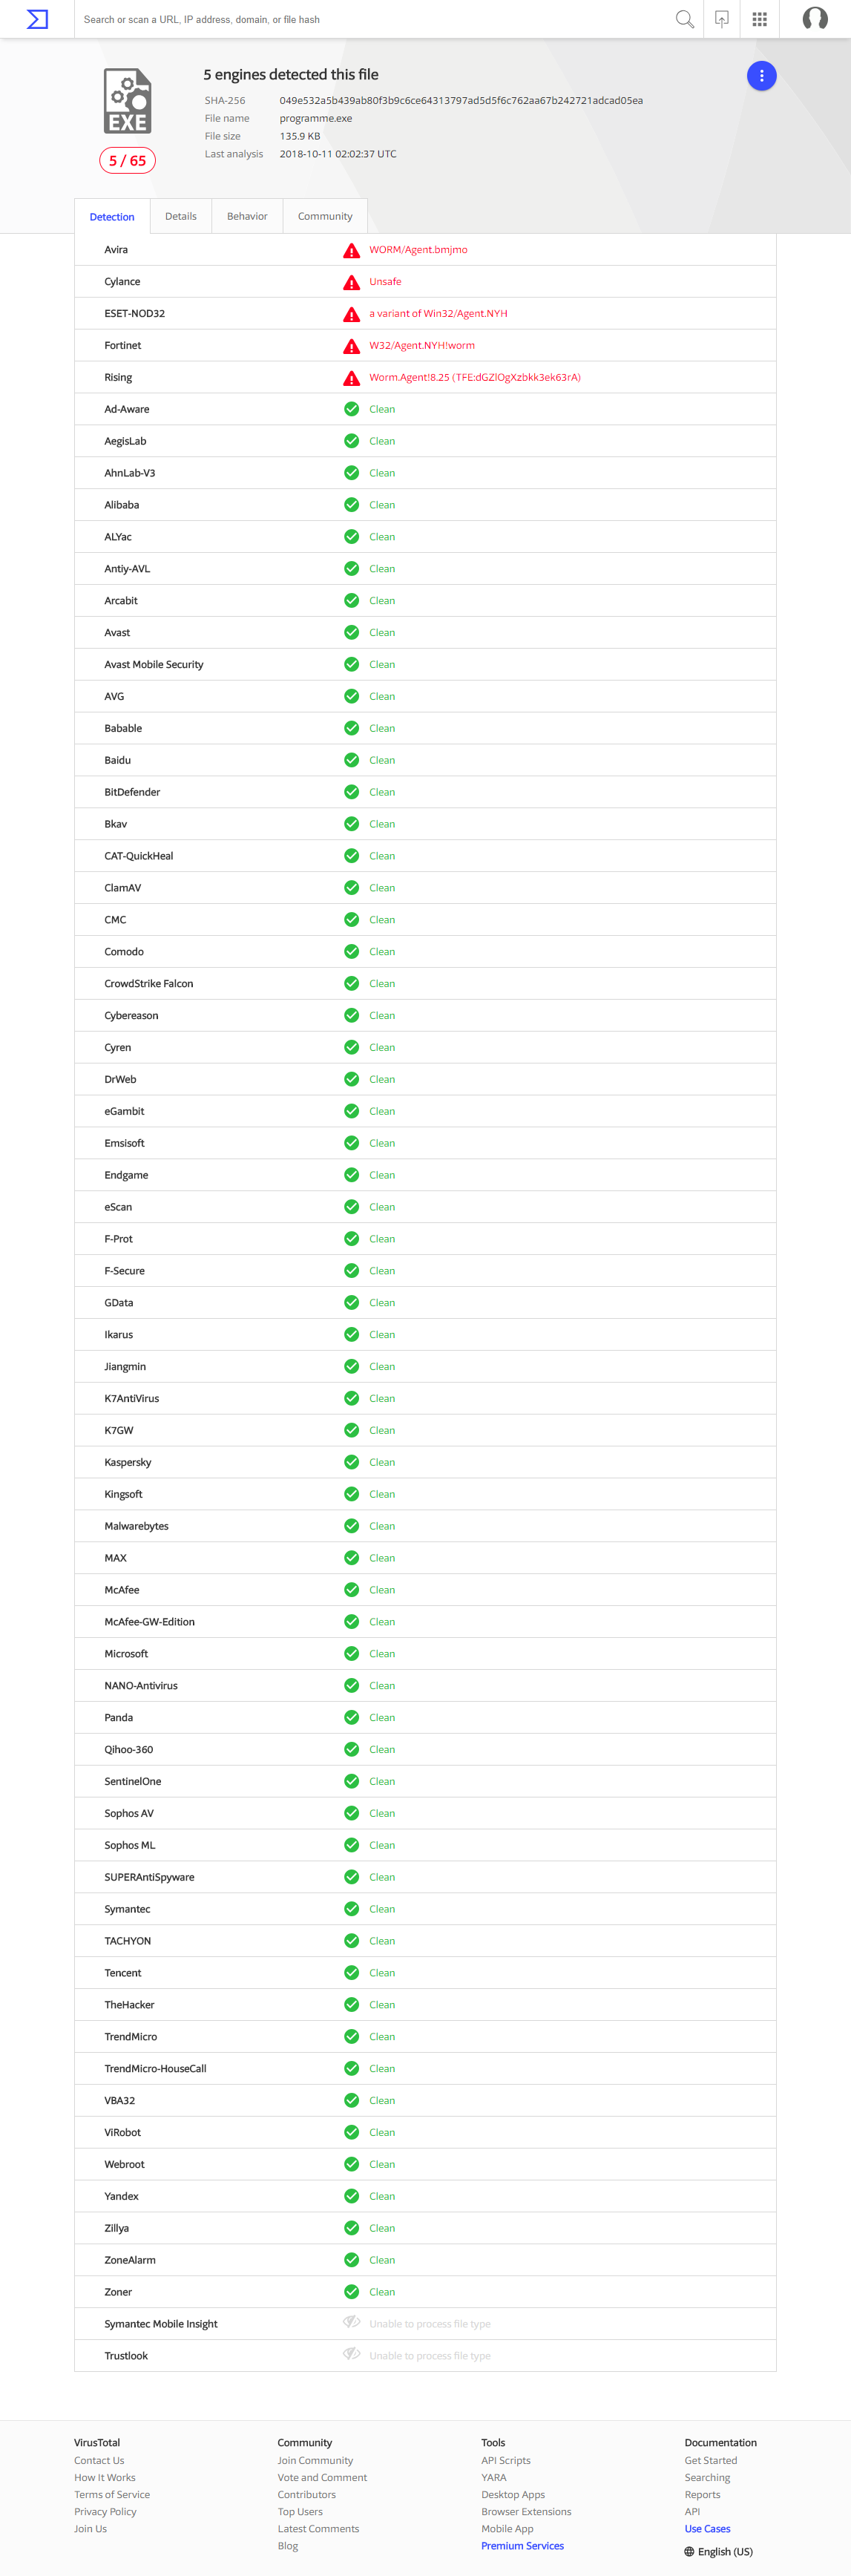 Search or scan a URL, IP address, domain, or file hash
5 engines detected this file
SHA-256 049e532a5b439ab80f3b9c6ce64313797ad5d5f6c762aa67b242721adcad05ea
File name programme.exe
File size 135.9 KB
Last analysis 2018-10-11 02:02:37 UTC
EXE
5 / 65
Detection Details Behavior Community
Avira WORM/Agent.bmjmo
Cylance Unsafe
ESET-NOD32 a variant of Win32/Agent.NYH
Fortinet W32/Agent.NYH!worm
Rising Worm.Agent!8.25 (TFE:dGZlOgXzbkk3ek63rA)
Ad-Aware Clean
AegisLab Clean
AhnLab-V3 Clean
Alibaba Clean
ALYac Clean
Antiy-AVL Clean
Arcabit Clean
Avast Clean
Avast Mobile Security Clean
AVG Clean
Babable Clean
Baidu Clean
BitDefender Clean
Bkav Clean
CAT-QuickHeal Clean
ClamAV Clean
CMC Clean
Comodo Clean
CrowdStrike Falcon Clean
Cybereason Clean
Cyren Clean
DrWeb Clean
eGambit Clean
Emsisoft Clean
Endgame Clean
eScan Clean
F-Prot Clean
F-Secure Clean
GData Clean
Ikarus Clean
Jiangmin Clean
K7AntiVirus Clean
K7GW Clean
Kaspersky Clean
Kingsoft Clean
Malwarebytes Clean
MAX Clean
McAfee Clean
McAfee-GW-Edition Clean
Microsoft Clean
NANO-Antivirus Clean
Panda Clean
Qihoo-360 Clean
SentinelOne Clean
Sophos AV Clean
Sophos ML Clean
SUPERAntiSpyware Clean
Symantec Clean
TACHYON Clean
Tencent Clean
TheHacker Clean
TrendMicro Clean
TrendMicro-HouseCall Clean
VBA32 Clean
ViRobot Clean
Webroot Clean
Yandex Clean
Zillya Clean
ZoneAlarm Clean
Zoner Clean
Symantec Mobile Insight Unable to process file type
Trustlook Unable to process file type
VirusTotal Community Tools Documentation
Contact Us Join Community API Scripts Get Started
How It Works Vote and Comment YARA Searching
Terms of Service Contributors Desktop Apps Reports
Privacy Policy Top Users Browser Extensions API
Join Us Latest Comments Mobile App Use Cases
Blog Premium Services English (US)